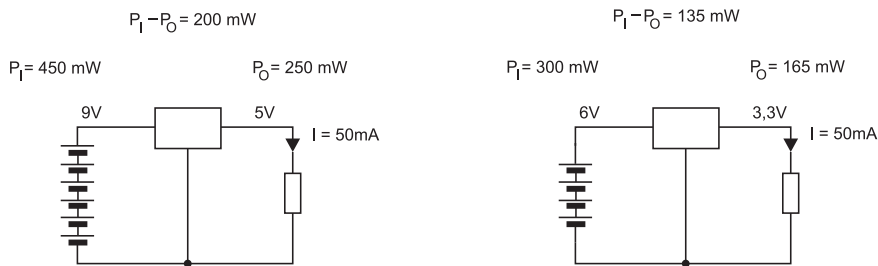 P_I – P_O = 200 mW
P_I = 450 mW P_O = 250 mW
9V 5V
I = 50mA
P_I – P_O = 135 mW
P_I = 300 mW P_O = 165 mW
6V 3,3V
I = 50mA